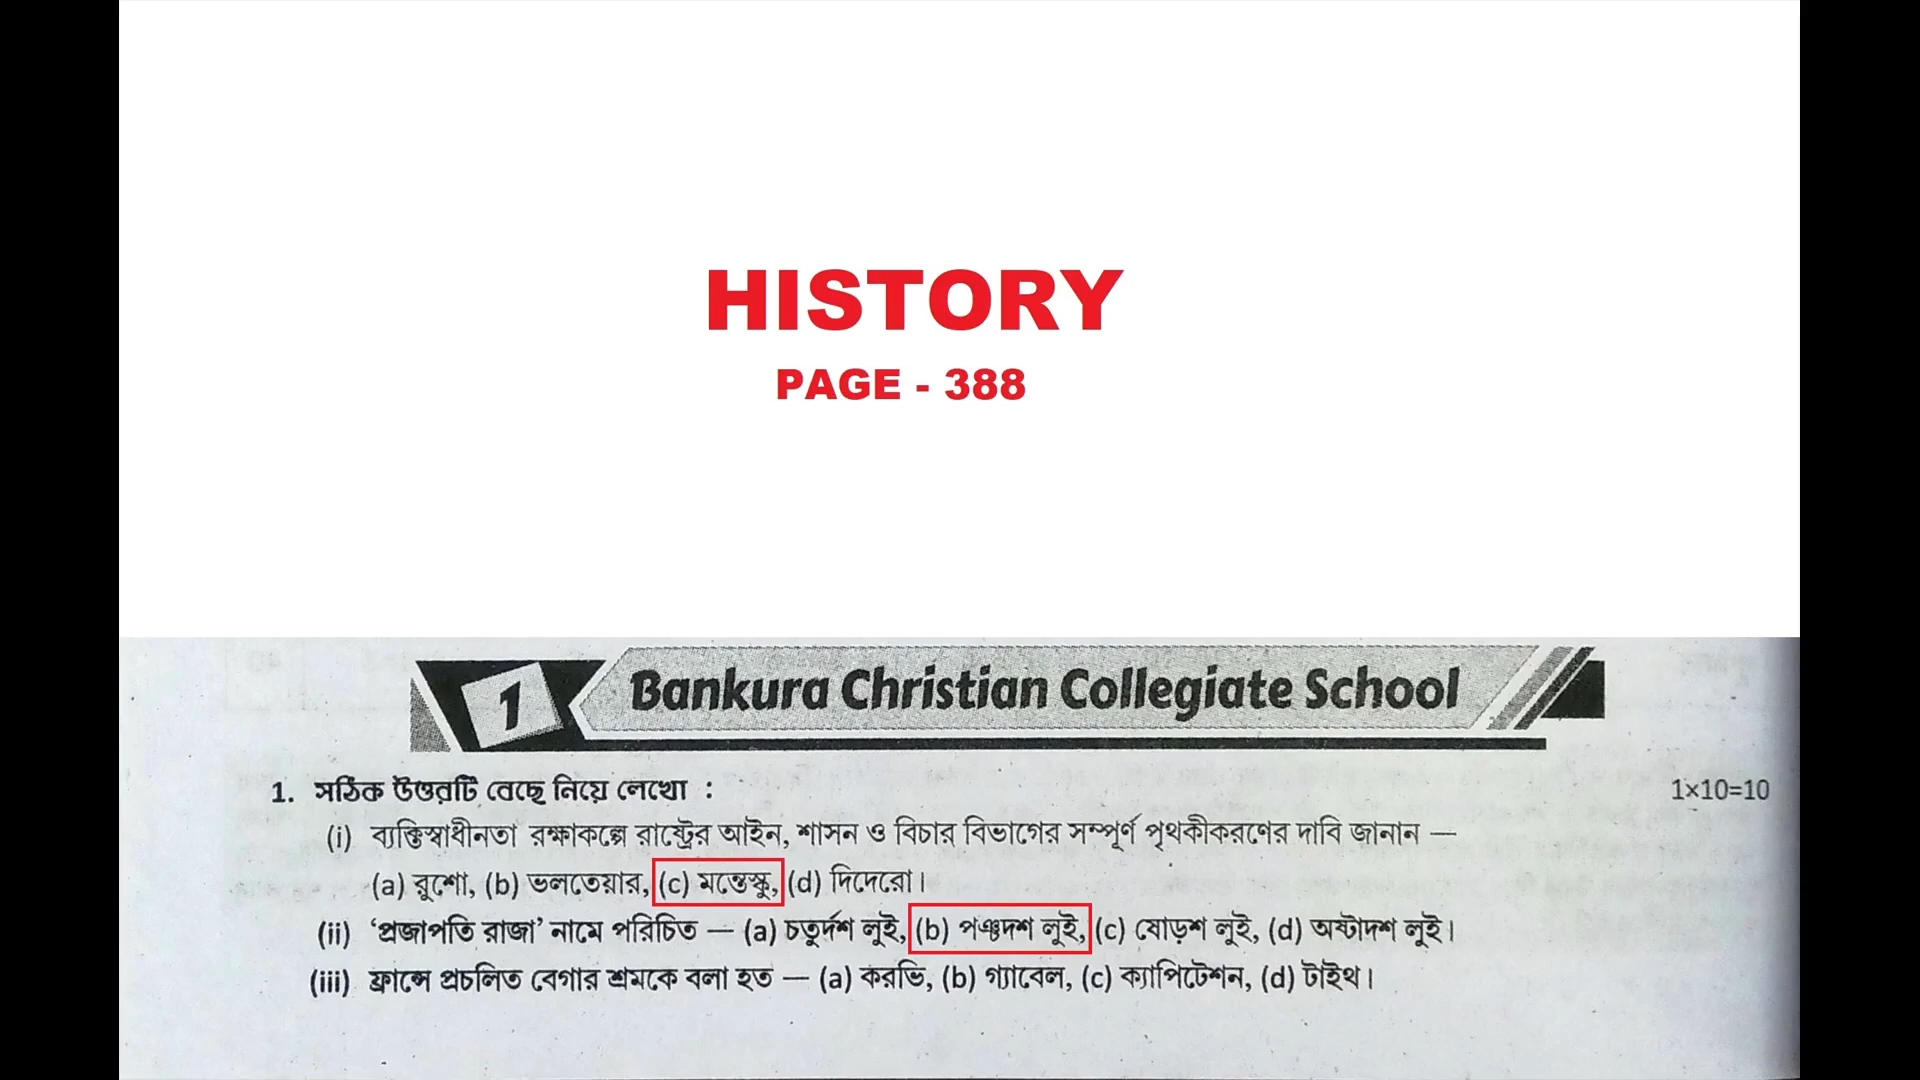 HISTORY
PAGE - 388
1 Bankura Christian Collegiate School
1. সঠিক উত্তরটি বেছে নিয়ে লেখো : 1×10=10
(i) ব্যক্তিস্বাধীনতা রক্ষাকল্পে রাষ্ট্রের আইন, শাসন ও বিচার বিভাগের সম্পূর্ণ পৃথকীকরণের দাবি জানান —
(a) রুশো, (b) ভলতেয়ার, (c) মন্তেস্কু, (d) দিদেরো।
(ii) ‘প্রজাপতি রাজা’ নামে পরিচিত — (a) চতুর্দশ লুই, (b) পঞ্চদশ লুই, (c) ষোড়শ লুই, (d) অষ্টাদশ লুই।
(iii) ফ্রান্সে প্রচলিত বেগার শ্রমকে বলা হত — (a) করভি, (b) গ্যাবেল, (c) ক্যাপিটেশন, (d) টাইথ।